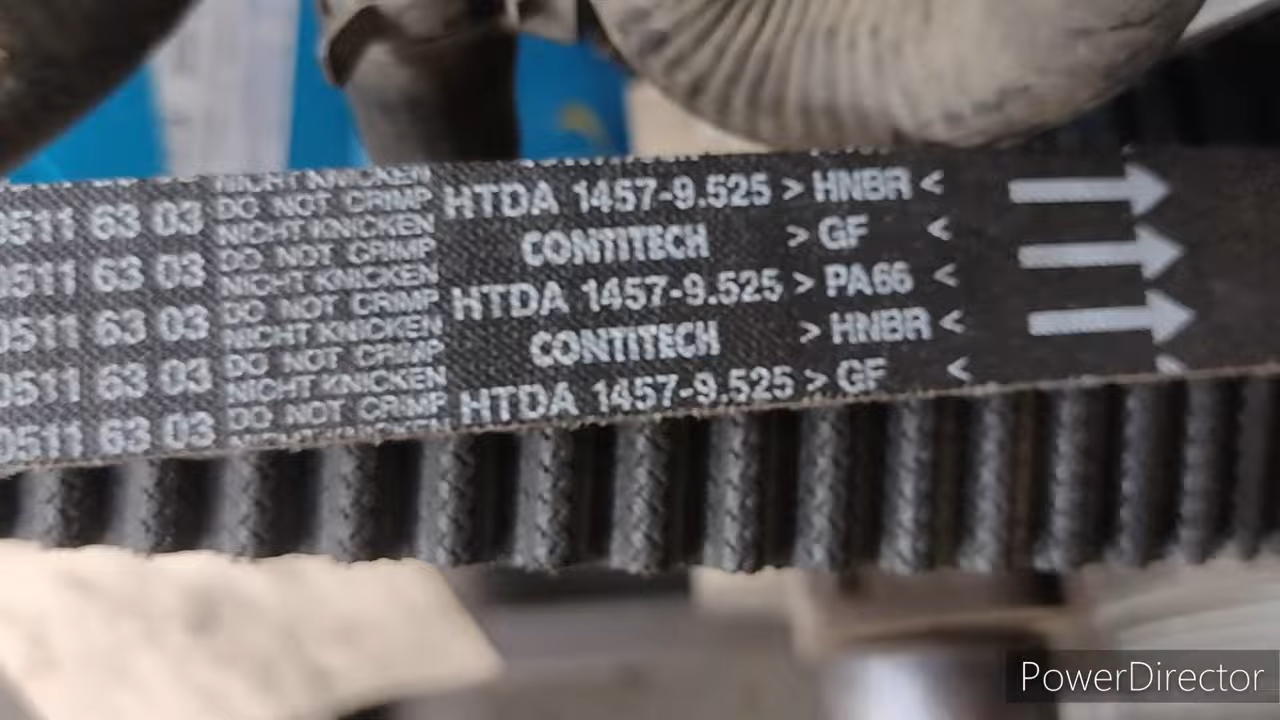 0511 63 03
0511 63 03
0511 63 03
0511 63 03
0511 63 03
NICHT KNICKEN
DO NOT CRIMP
NICHT KNICKEN
DO NOT CRIMP
NICHT KNICKEN
DO NOT CRIMP
NICHT KNICKEN
DO NOT CRIMP
NICHT KNICKEN
DO NOT CRIMP
HTDA 1457-9.525 > HNBR <
CONTITECH > GF <
HTDA 1457-9.525 > PA66 <
CONTITECH > HNBR <
HTDA 1457-9.525 > GF <
PowerDirector